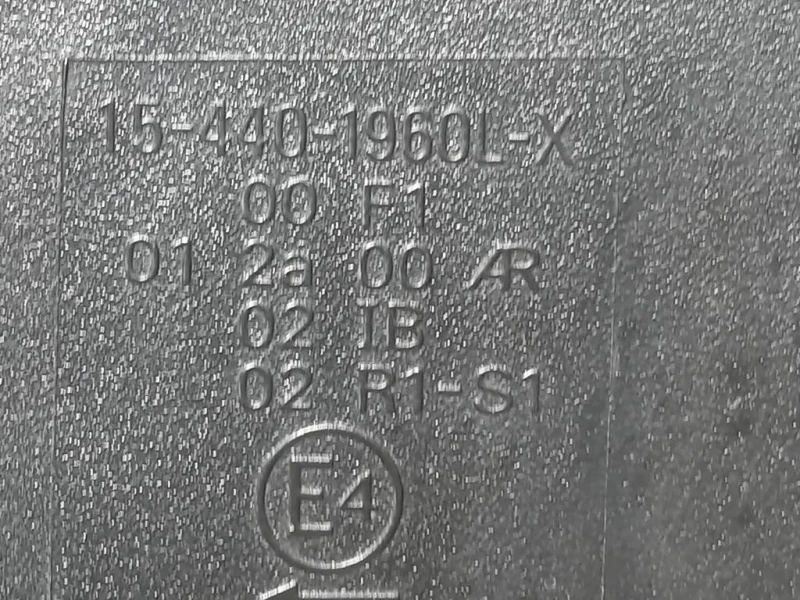 15-440-1960L-X
00 F1
01 2a 00 AR
02 IB
02 R1-S1
E4